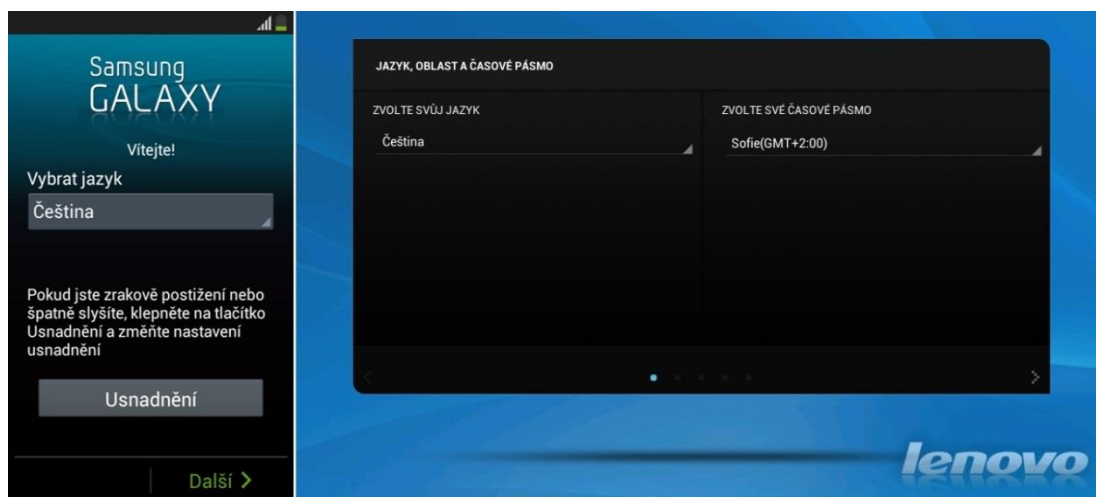 Samsung
GALAXY
Vítejte!
Vybrat jazyk
Čeština
Pokud jste zrakově postižení nebo
špatně slyšíte, klepněte na tlačítko
Usnadnění a změňte nastavení
usnadnění
Usnadnění
Další
JAZYK, OBLAST A ČASOVÉ PÁSMO
ZVOLTE SVŮJ JAZYK
Čeština
ZVOLTE SVÉ ČASOVÉ PÁSMO
Sofie(GMT+2:00)
lenovo